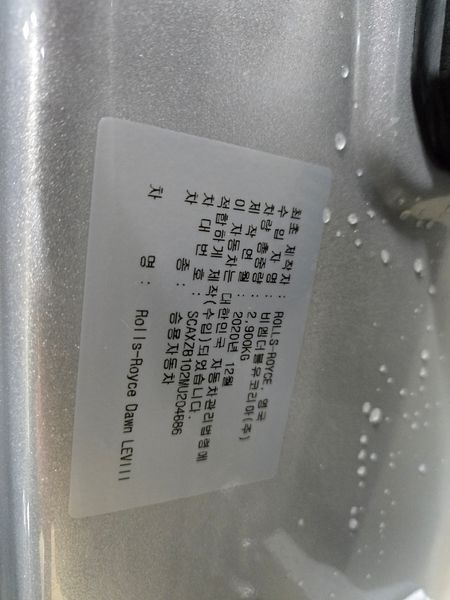 최초 제작자: ROLLS-ROYCE. 영국
수입자명: 비엠더블유코리아(주)
차량 총중량: 2,900KG
제작연월: 2020년 12월
이 자동차는 대한민국 자동차관리법령에
적합하게 제작(수입)되었습니다.
차대번호: SCAXZB102MU204686
차종: 승용자동차
차명: Rolls-Royce Dawn LEVIII